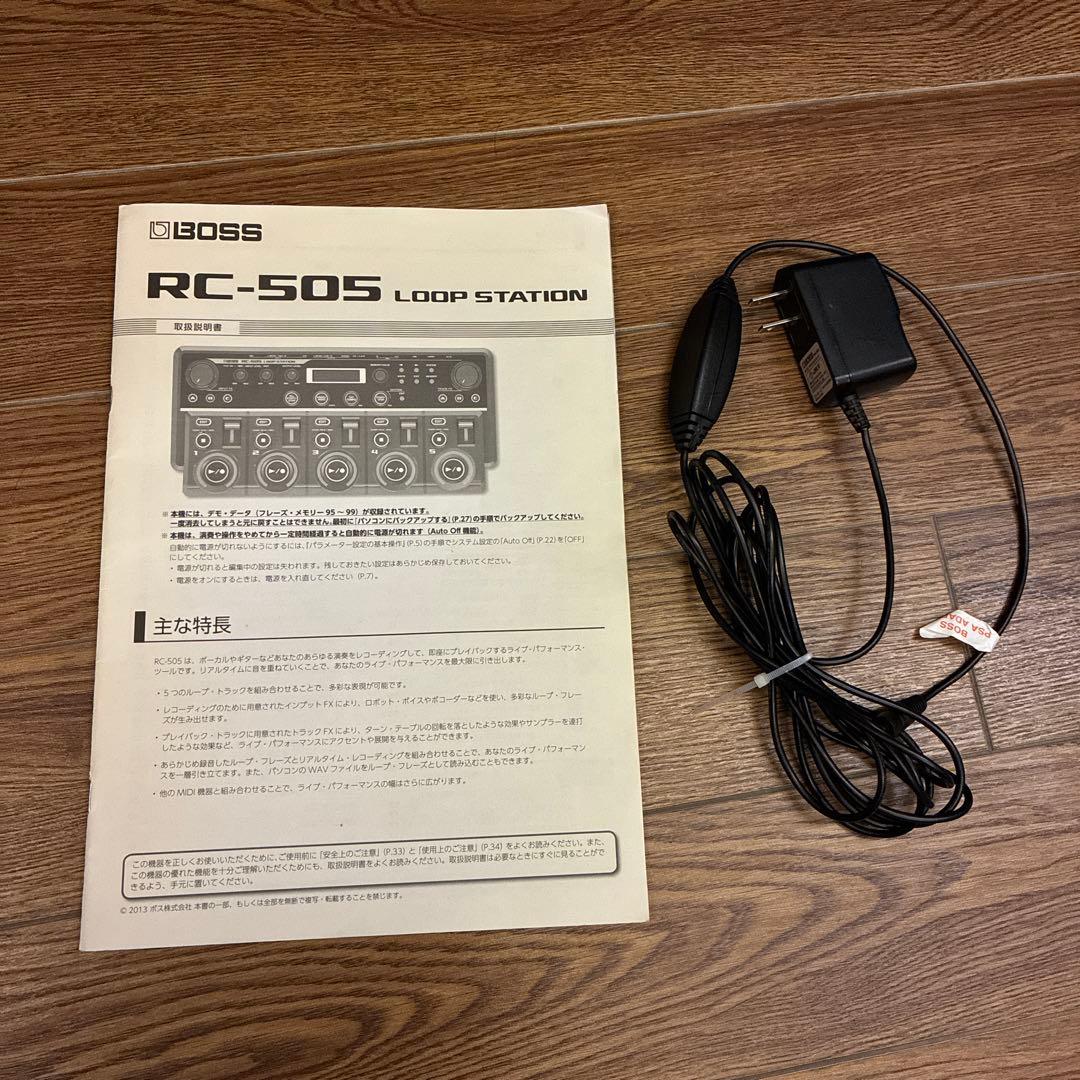 BOSS
RC-505 LOOP STATION
取扱説明書
BOSS RC-505 LOOP STATION
EDIT EDIT EDIT EDIT EDIT
1 2 3 4 5
※ 本機には、デモ・データ（フレーズ・メモリー 95 ～ 99）が収録されています。
一度消去してしまうと元に戻すことはできません。最初に「パソコンにバックアップする」（P.27）の手順でバックアップしてください。
※ 本機は、演奏や操作をやめてから一定時間経過すると自動的に電源が切れます（Auto Off 機能）。
自動的に電源が切れないようにするには、『パラメーター設定の基本操作』（P.5）の手順でシステム設定の「Auto Off」（P.22）を「OFF」
にしてください。
・ 電源が切れると編集中の設定は失われます。残しておきたい設定はあらかじめ保存しておいてください。
・ 電源をオンにするときは、電源を入れ直してください（P.7）。
主な特長
RC-505 は、ボーカルやギターなどあなたのあらゆる演奏をレコーディングして、即座にプレイバックするライブ・パフォーマンス・
ツールです。リアルタイムに音を重ねていくことで、あなたのライブ・パフォーマンスを最大限に引き出します。
・ 5 つのループ・トラックを組み合わせることで、多彩な表現が可能です。
・ レコーディングのために用意されたインプット FX により、ロボット・ボイスやボコーダーなどを使い、多彩なループ・フレー
ズが生み出せます。
・ プレイバック・トラックに用意されたトラック FX により、ターン・テーブルの回転を落としたような効果やサンプラーを連打
したような効果など、ライブ・パフォーマンスにアクセントや展開を与えることができます。
・ あらかじめ録音したループ・フレーズとリアルタイム・レコーディングを組み合わせることで、あなたのライブ・パフォーマン
スを一層引き立てます。また、パソコンの WAV ファイルをループ・フレーズとして読み込むこともできます。
・ 他の MIDI 機器と組み合わせることで、ライブ・パフォーマンスの幅はさらに広がります。
この機器を正しくお使いいただくために、ご使用前に「安全上のご注意」（P.33）と「使用上のご注意」（P.34）をよくお読みください。また、
この機器の優れた機能を十分ご理解いただくためにも、取扱説明書をよくお読みください。取扱説明書は必要なときにすぐに見ることがで
きるよう、手元に置いてください。
© 2013 ボス株式会社 本書の一部、もしくは全部を無断で複写・転載することを禁じます。
BOSS
PSA ADA